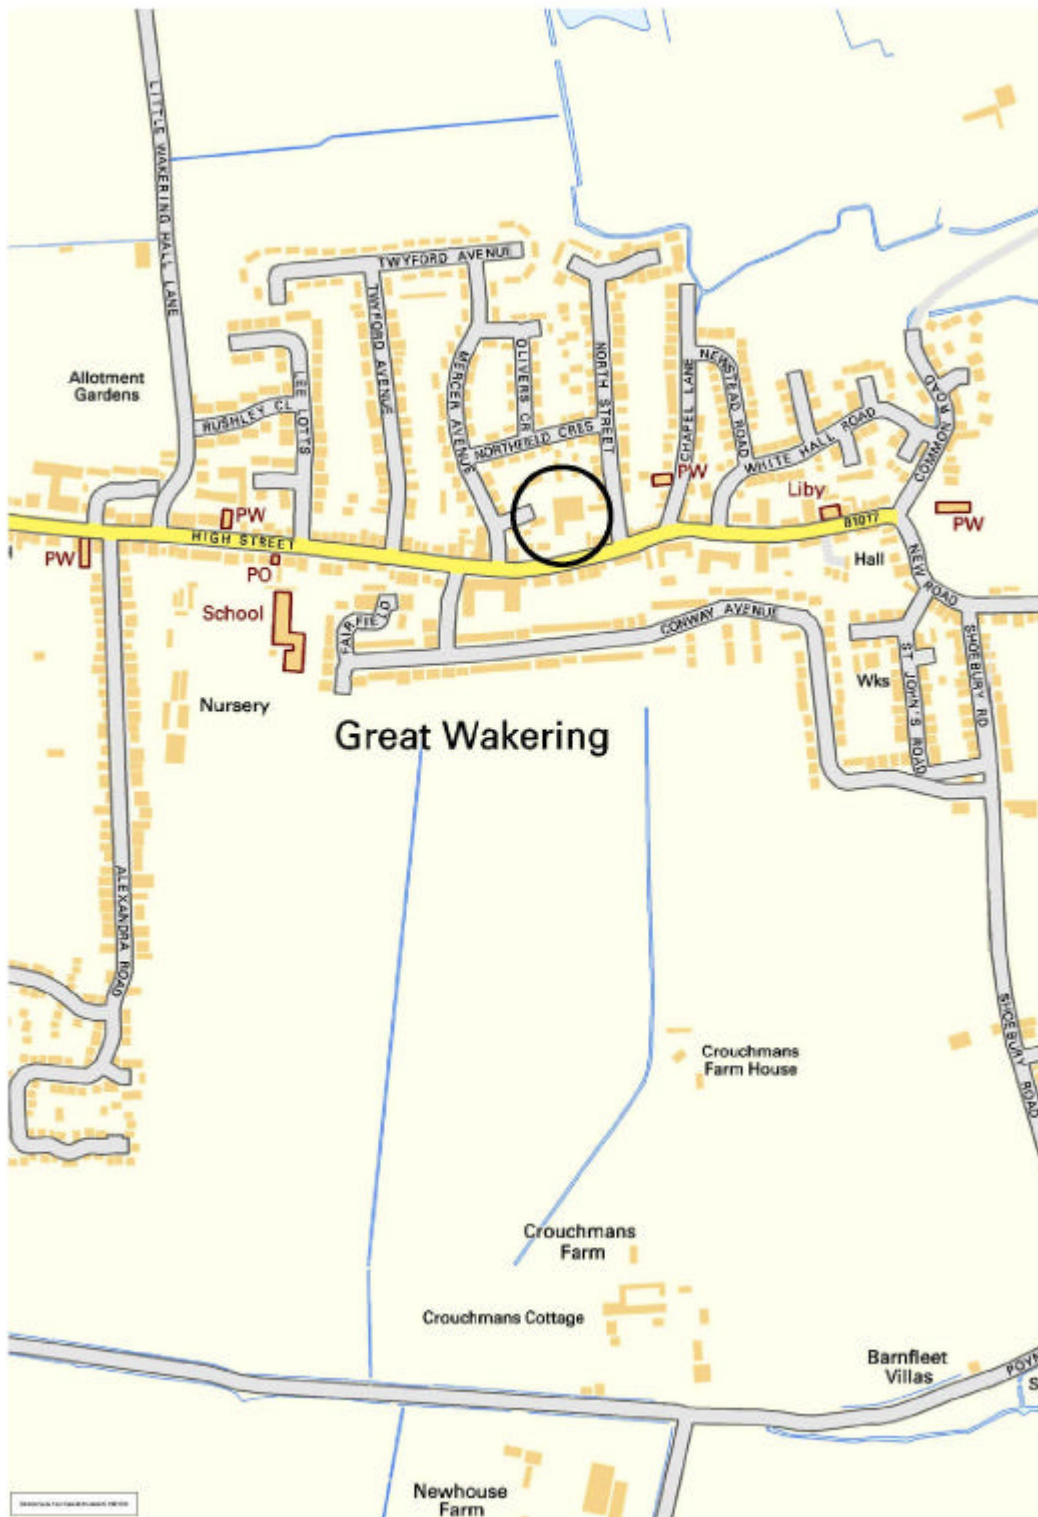 LITTLE WAKERING HALL LANE
TWYFORD AVENUE
TWYFORD AVENUE
MERCER AVENUE
OLIVERS CR
NORTH STREET
CHAPEL LANE
NEWSTEAD ROAD
WHITE HALL ROAD
COMMON ROAD
Allotment
Gardens
RUSHLEY CL
LEE LOTTS
NORTHFIELD CRES
PW
Liby
PW
PW
PW
HIGH STREET
B1017
PO
School
Hall
NEW ROAD
FAIRFIELD
CONWAY AVENUE
Wks
ST JOHN'S ROAD
SHOEBURY RD
Nursery
Great Wakering
ALEXANDRA ROAD
SHOEBURY ROAD
Crouchmans
Farm House
Crouchmans
Farm
Crouchmans Cottage
Barnfleet
Villas
POYN
S
Newhouse
Farm